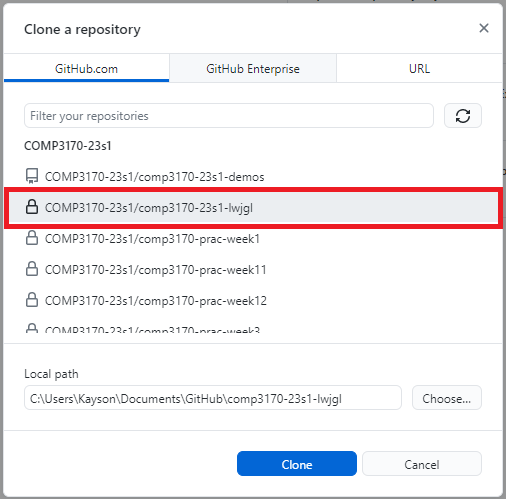 Clone a repository
GitHub.com
GitHub Enterprise
URL
Filter your repositories
COMP3170-23s1
COMP3170-23s1/comp3170-23s1-demos
COMP3170-23s1/comp3170-23s1-lwjgl
COMP3170-23s1/comp3170-prac-week1
COMP3170-23s1/comp3170-prac-week11
COMP3170-23s1/comp3170-prac-week12
COMP3170-23s1/comp3170-prac-week3
Local path
C:\Users\Kayson\Documents\GitHub\comp3170-23s1-lwjgl
Choose...
Clone
Cancel